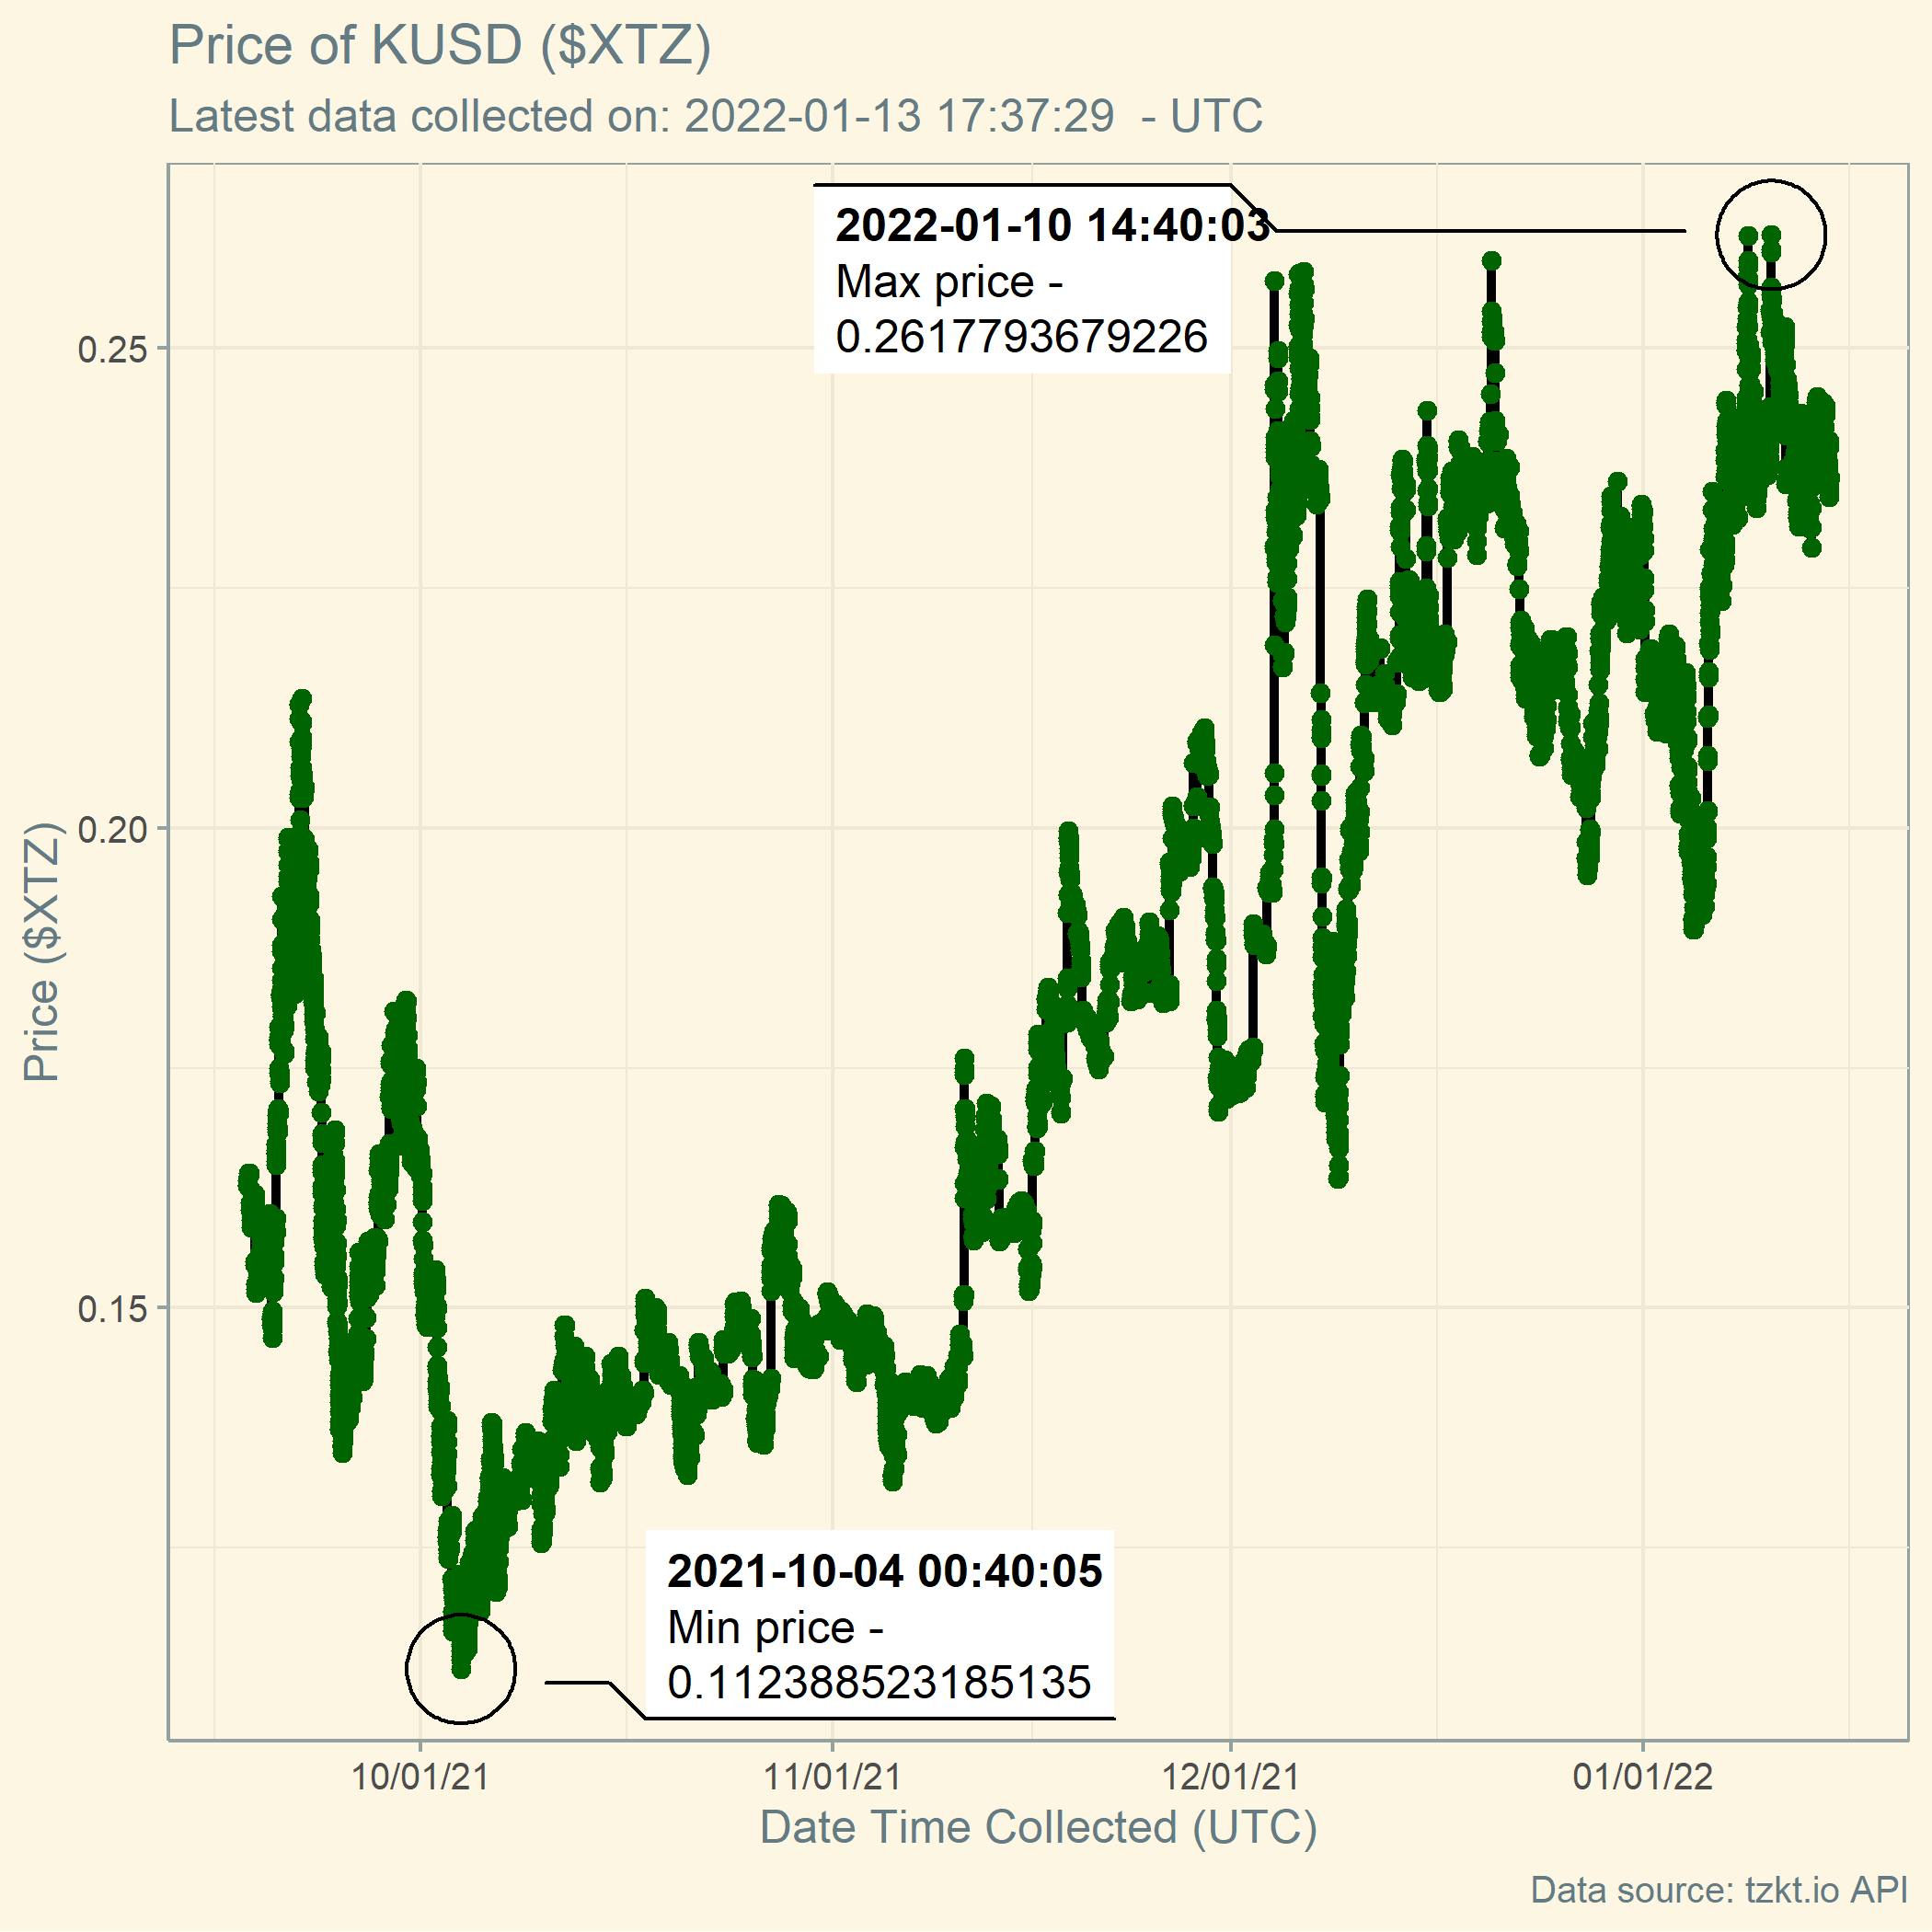 Price of KUSD ($XTZ)
Latest data collected on: 2022-01-13 17:37:29  - UTC
2022-01-10 14:40:03
Max price -
0.2617793679226
0.25
0.20
0.15
Price ($XTZ)
2021-10-04 00:40:05
Min price -
0.112388523185135
10/01/21
11/01/21
12/01/21
01/01/22
Date Time Collected (UTC)
Data source: tzkt.io API